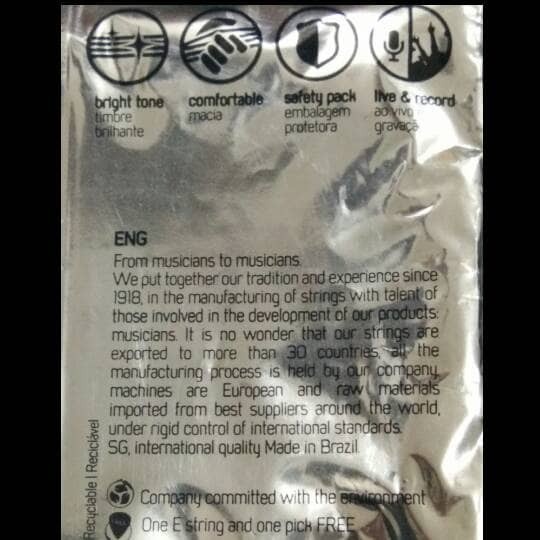 bright tone
timbre
brilhante
comfortable
macia
safety pack
embalagem
protetora
live & record
ao vivo
gravaçã
ENG
From musicians to musicians.
We put together our tradition and experience since
1918, in the manufacturing of strings with talent of
those involved in the development of our products:
musicians. It is no wonder that our strings are
exported to more than 30 countries, all the
manufacturing process is held by our company,
machines are European and raw materials
imported from best suppliers around the world,
under rigid control of international standards.
SG, international quality Made in Brazil.
Recyclable | Reciclável
Company committed with the environment
One E string and one pick FREE